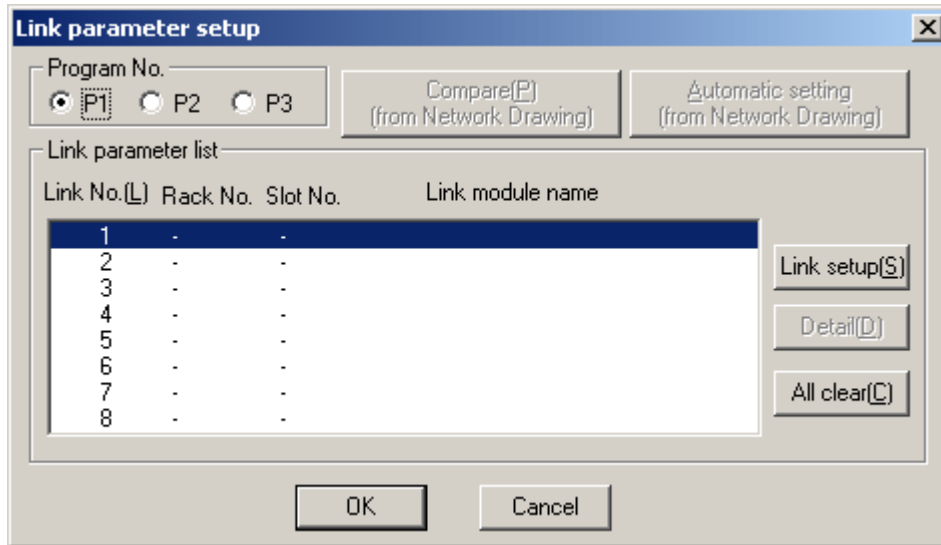 Link parameter setup
Program No.
P1 P2 P3
Compare(P)
(from Network Drawing)
Automatic setting
(from Network Drawing)
Link parameter list
Link No.(L) Rack No. Slot No. Link module name
1 - -
2 - -
3 - -
4 - -
5 - -
6 - -
7 - -
8 - -
Link setup(S)
Detail(D)
All clear(C)
OK Cancel